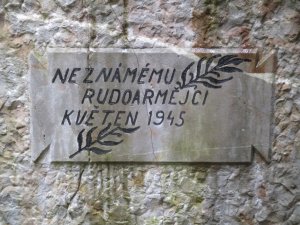 NEZNÁMÉMU
RUDOARMĚJCI
KVĚTEN 1945